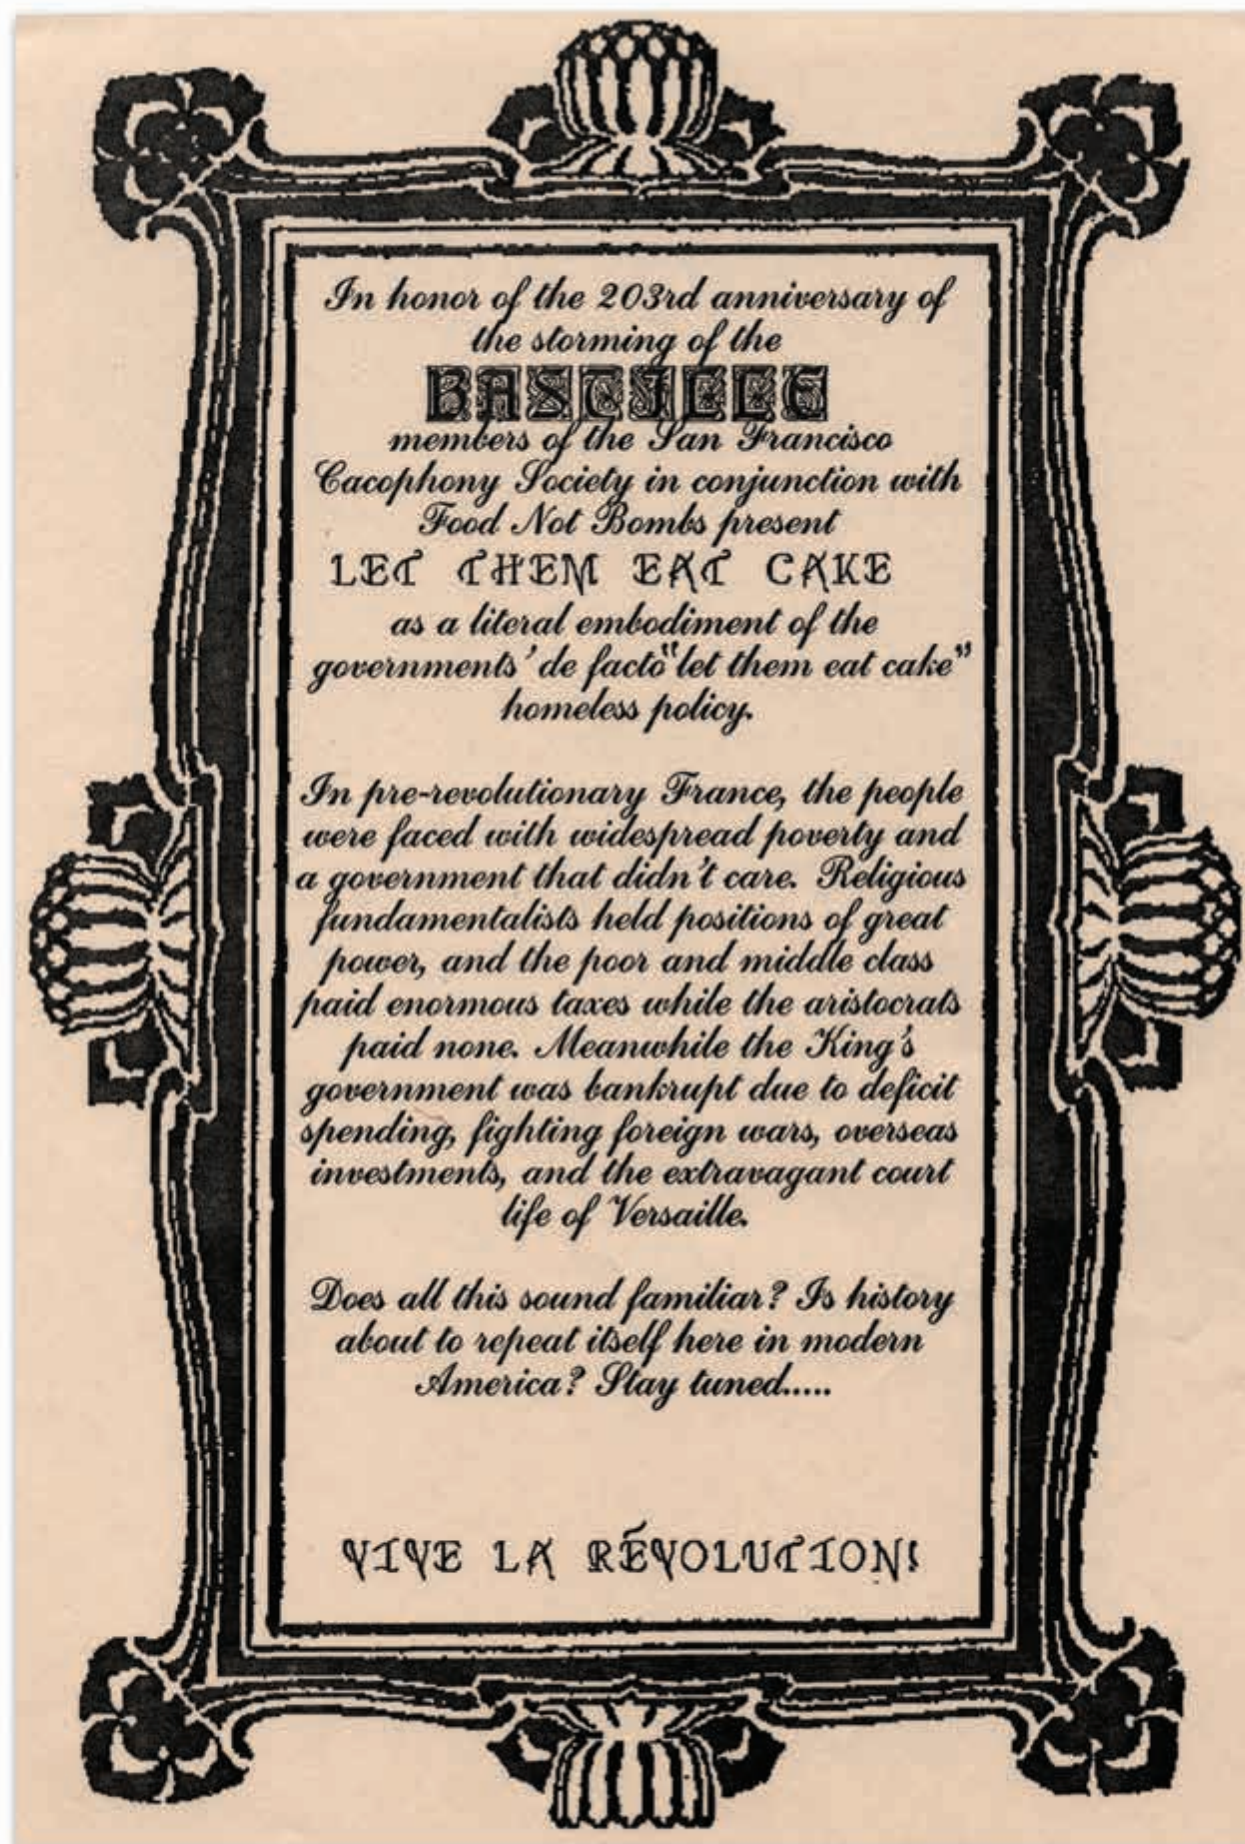 In honor of the 203rd anniversary of
the storming of the
BASTILLE
members of the San Francisco
Cacophony Society in conjunction with
Food Not Bombs present
LET THEM EAT CAKE
as a literal embodiment of the
governments' de facto "let them eat cake"
homeless policy.
In pre-revolutionary France, the people
were faced with widespread poverty and
a government that didn't care. Religious
fundamentalists held positions of great
power, and the poor and middle class
paid enormous taxes while the aristocrats
paid none. Meanwhile the King's
government was bankrupt due to deficit
spending, fighting foreign wars, overseas
investments, and the extravagant court
life of Versaille.
Does all this sound familiar? Is history
about to repeat itself here in modern
America? Stay tuned.....
VIVE LA RÉVOLUTION!